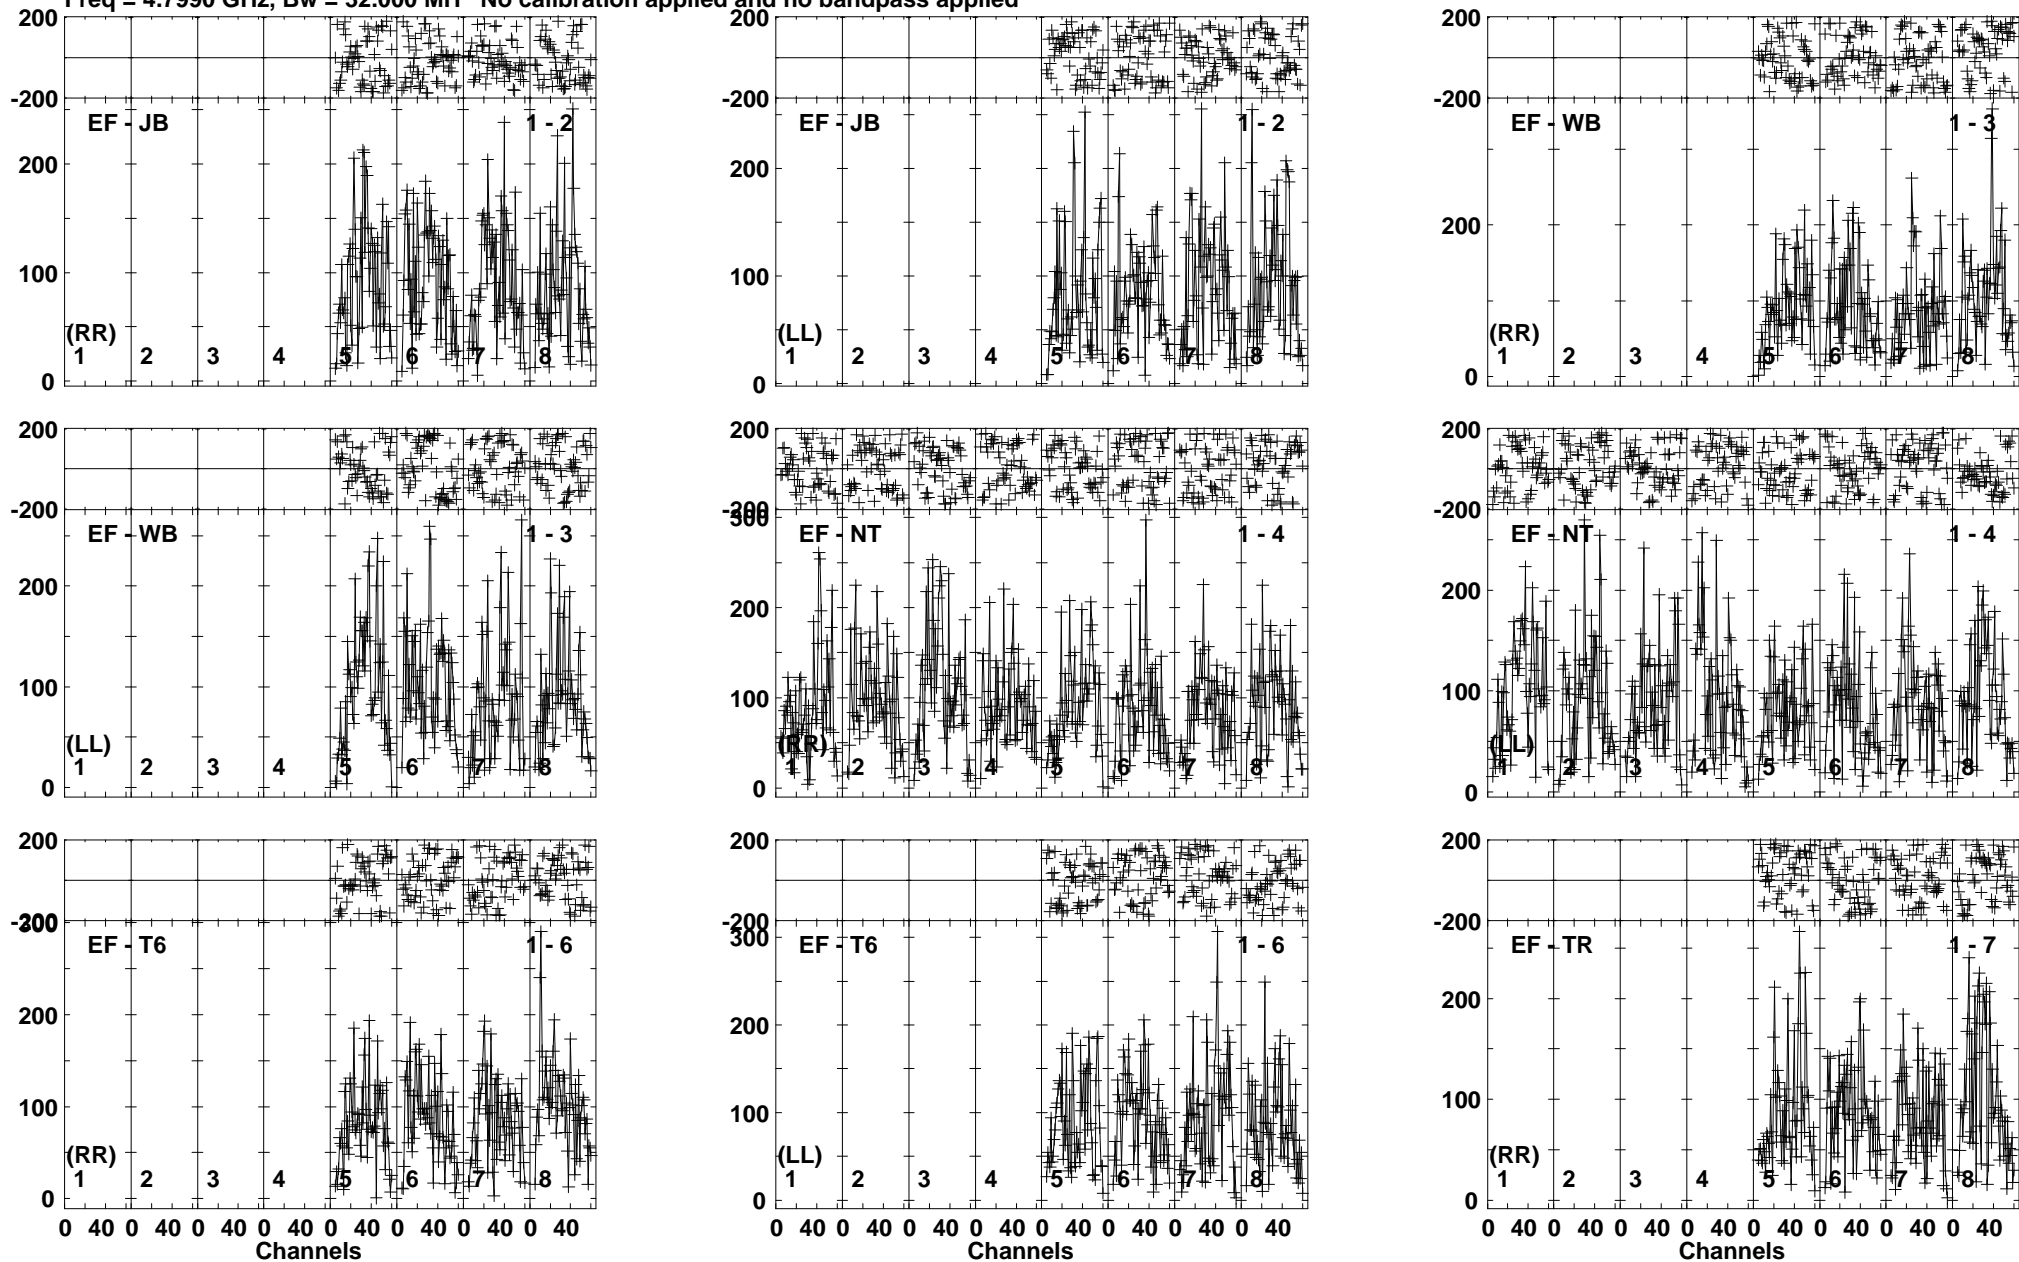 Freq = 4.7990 GHz, Bw = 32.000 MH No calibration applied and no bandpass applied
200 200 200
-200 -200 -200
EF - JB 1 - 2 EF - JB 1 - 2 EF - WB 1 - 3
200 200 200
100 100
(RR) (LL) (RR)
1 2 3 4 5 6 7 8 1 2 3 4 5 6 7 8 1 2 3 4 5 6 7 8
0 0 0
200 200 200
-200 -200 -200
300
EF - WB 1 - 3 EF - NT 1 - 4 EF - NT 1 - 4
200 200 200
100 100 100
(LL) (RR) (LL)
1 2 3 4 5 6 7 8 1 2 3 4 5 6 7 8 1 2 3 4 5 6 7 8
0 0 0
200 200 200
-200 -200 -200
300 300
EF - T6 1 - 6 EF - T6 1 - 6 EF - TR 1 - 7
200 200 200
100 100 100
(RR) (LL) (RR)
1 2 3 4 5 6 7 8 1 2 3 4 5 6 7 8 1 2 3 4 5 6 7 8
0 0 0
0 40 0 40 0 40 0 40 0 40 0 40 0 40 0 40 0 40 0 40 0 40 0 40 0 40 0 40 0 40 0 40 0 40 0 40 0 40 0 40 0 40 0 40 0 40 0 40
Channels Channels Channels